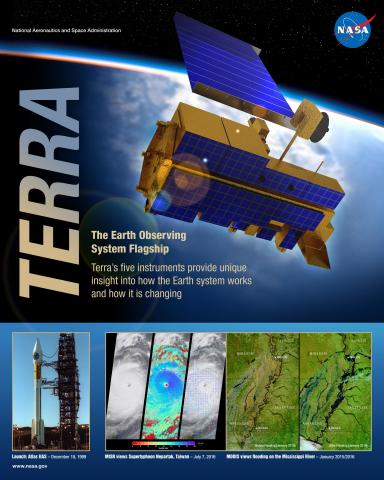 National Aeronautics and Space Administration
NASA
TERRA
The Earth Observing
System Flagship
Terra's five instruments provide unique
insight into how the Earth system works
and how it is changing
Launch: Atlas IIAS – December 18, 1999
MISR views Supertyphoon Nepartak, Taiwan – July 7, 2016
MODIS views flooding on the Mississippi River – January 2015/2016
www.nasa.gov